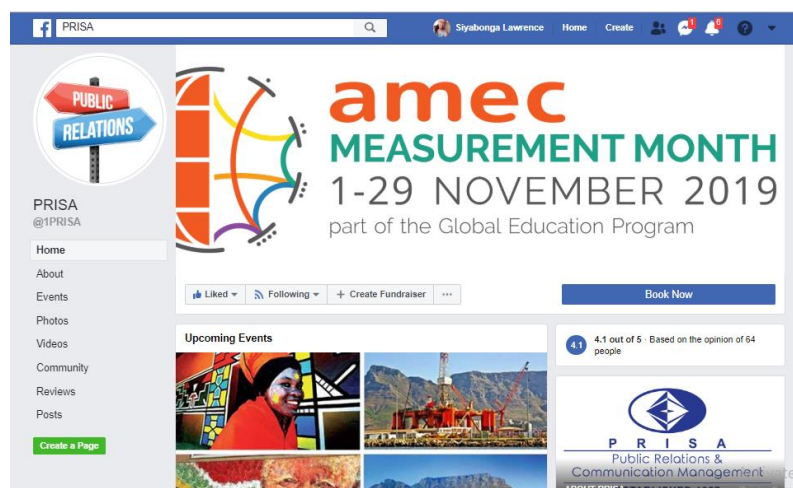 PRISA
Siyabonga Lawrence Home Create 1 6
PUBLIC
RELATIONS
amec
MEASUREMENT MONTH
1-29 NOVEMBER 2019
part of the Global Education Program
PRISA
@1PRISA
Home
About
Events
Photos
Videos
Community
Reviews
Posts
Create a Page
Liked Following + Create Fundraiser ...
Book Now
Upcoming Events
4.1
4.1 out of 5 · Based on the opinion of 64
people
PRISA
Public Relations &
Communication Management